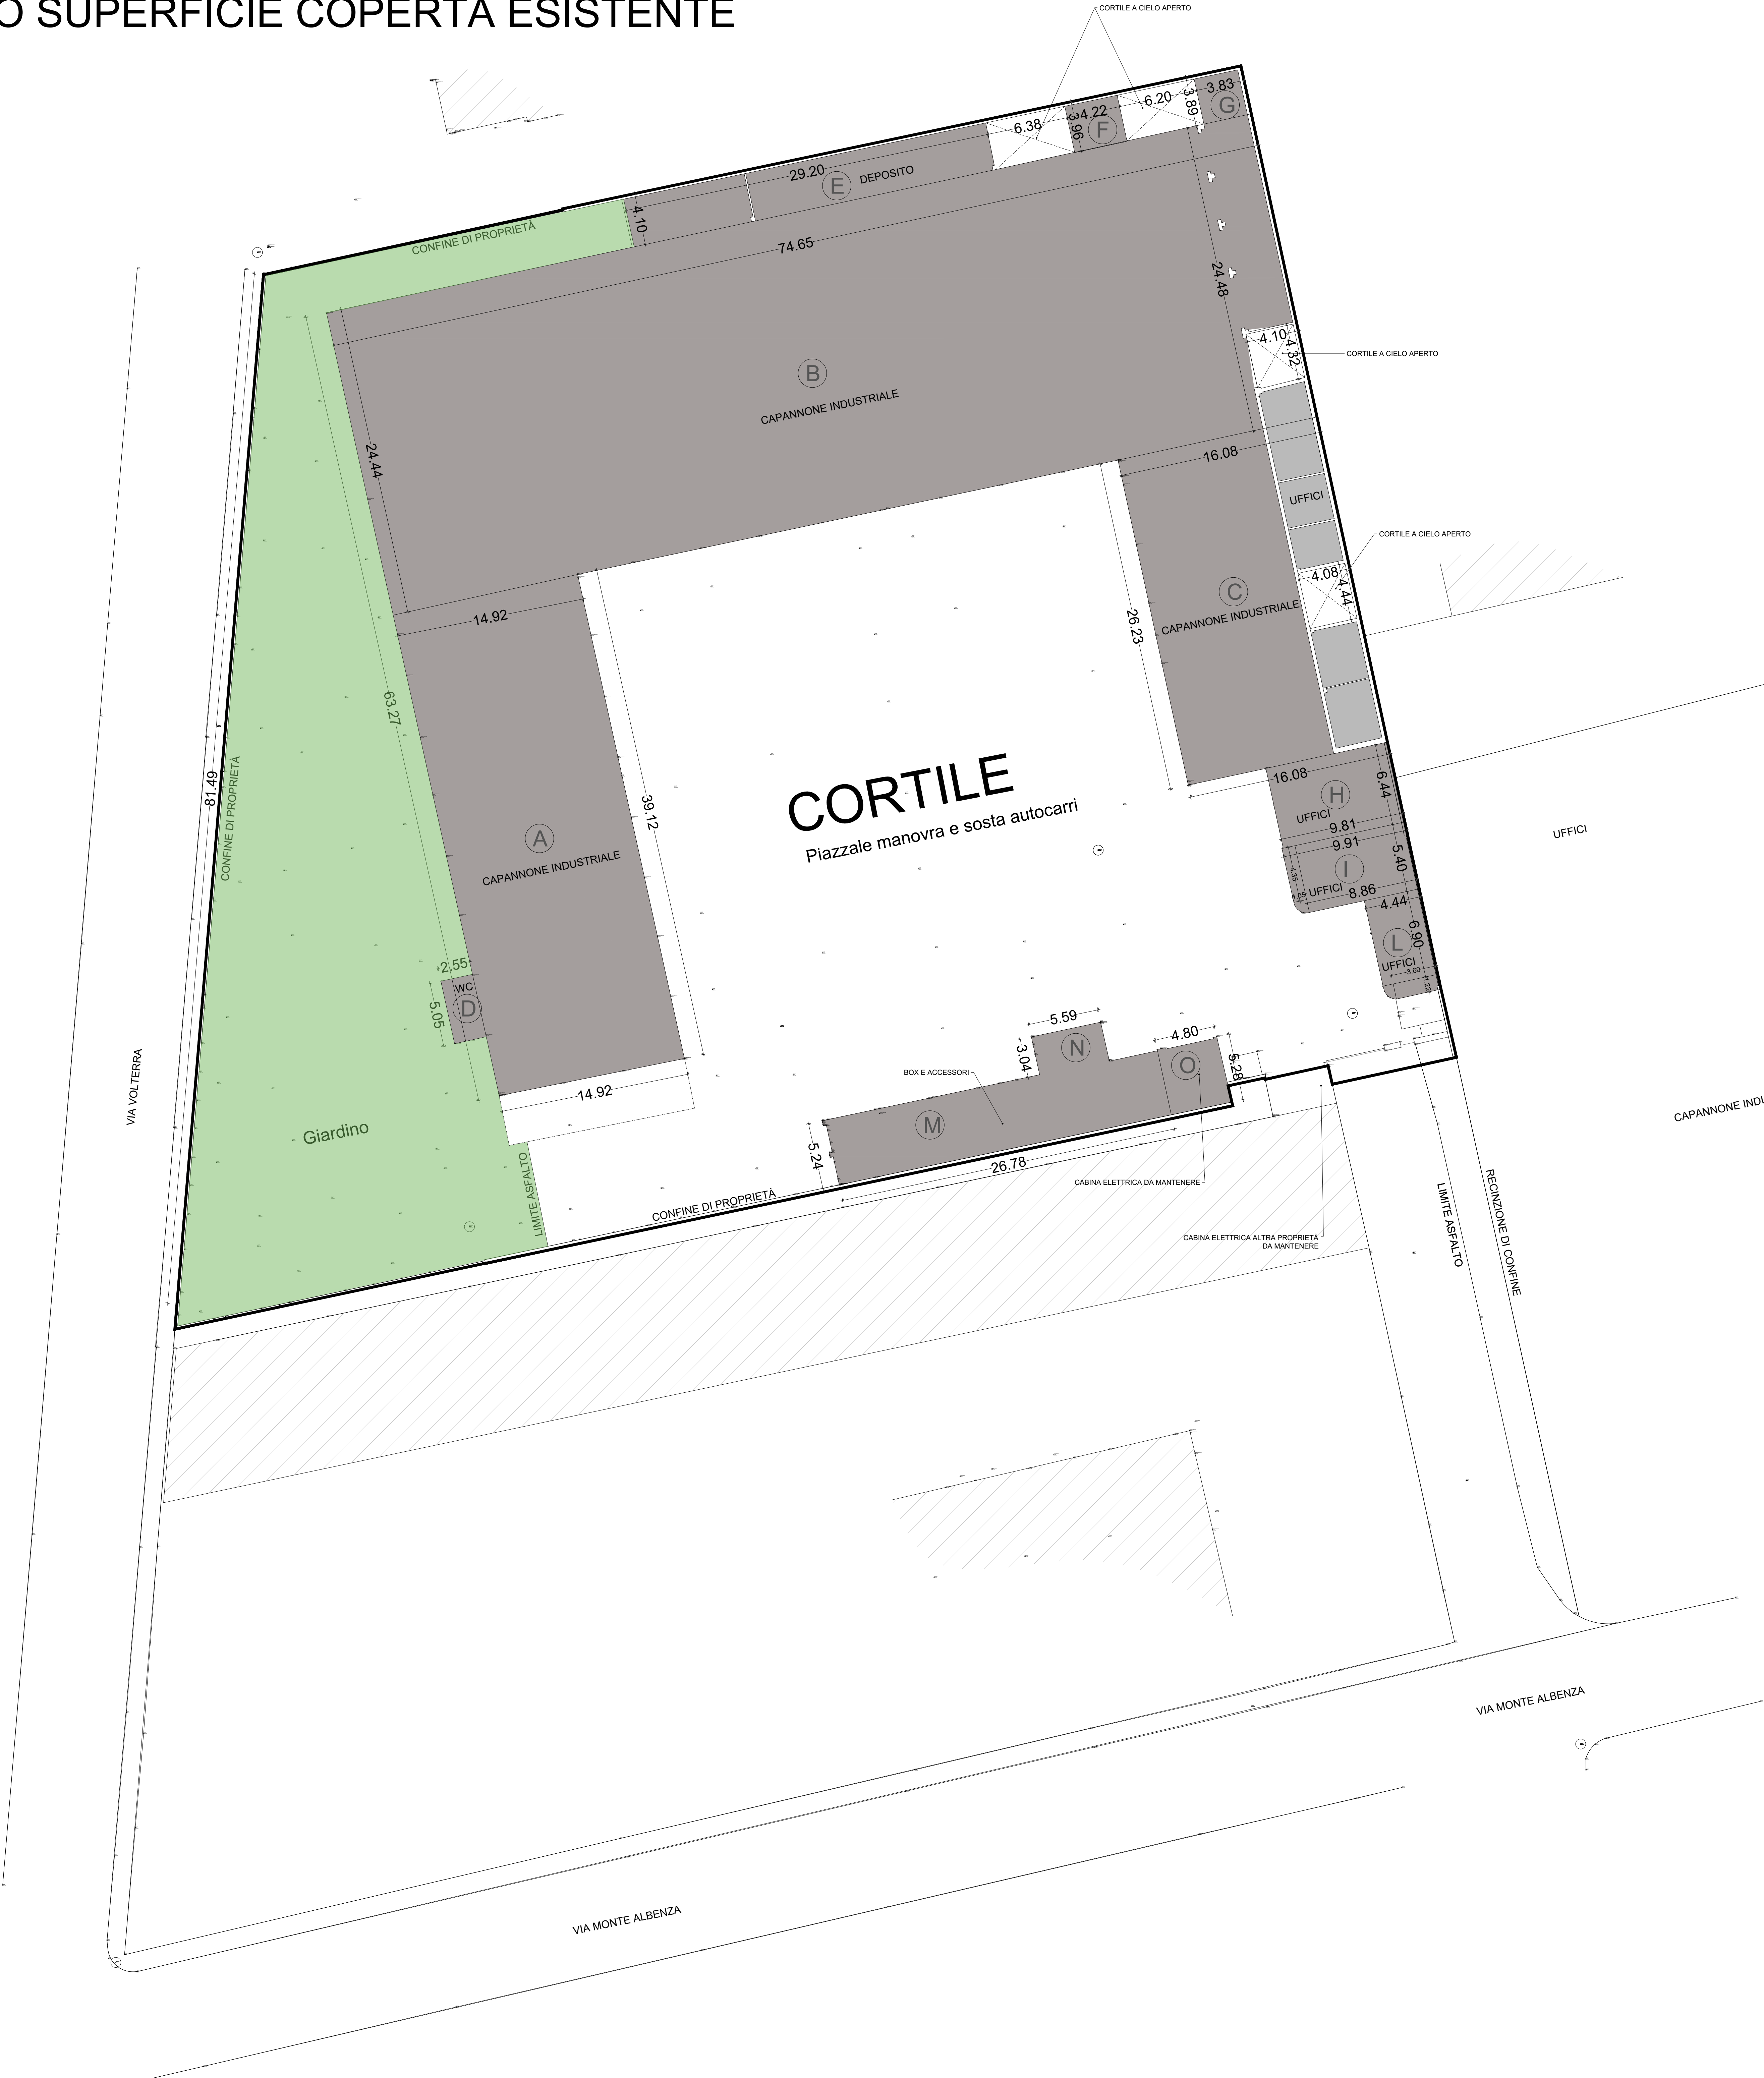 O SUPERFICIE COPERTA ESISTENTE
CORTILE A CIELO APERTO
3.83
6.20
3.89
G
4.22
3.96
F
6.38
29.20
E
DEPOSITO
4.10
CONFINE DI PROPRIETÀ
74.65
24.48
4.10
4.32
CORTILE A CIELO APERTO
B
CAPANNONE INDUSTRIALE
24.44
16.08
UFFICI
CORTILE A CIELO APERTO
4.08
4.44
C
CAPANNONE INDUSTRIALE
26.23
14.92
63.27
39.12
81.49
CONFINE DI PROPRIETÀ
CORTILE
Piazzale manovra e sosta autocarri
A
CAPANNONE INDUSTRIALE
16.08
6.44
H
UFFICI
9.81
9.91
5.40
I
4.35
UFFICI
8.86
4.44
6.90
L
UFFICI
3.60
1.22
UFFICI
2.55
WC
D
5.05
5.59
3.04
N
4.80
O
5.28
BOX E ACCESSORI
M
5.24
26.78
14.92
VIA VOLTERRA
Giardino
LIMITE ASFALTO
CONFINE DI PROPRIETÀ
CABINA ELETTRICA DA MANTENERE
CABINA ELETTRICA ALTRA PROPRIETÀ
DA MANTENERE
LIMITE ASFALTO
RECINZIONE DI CONFINE
CAPANNONE INDU
VIA MONTE ALBENZA
VIA MONTE ALBENZA